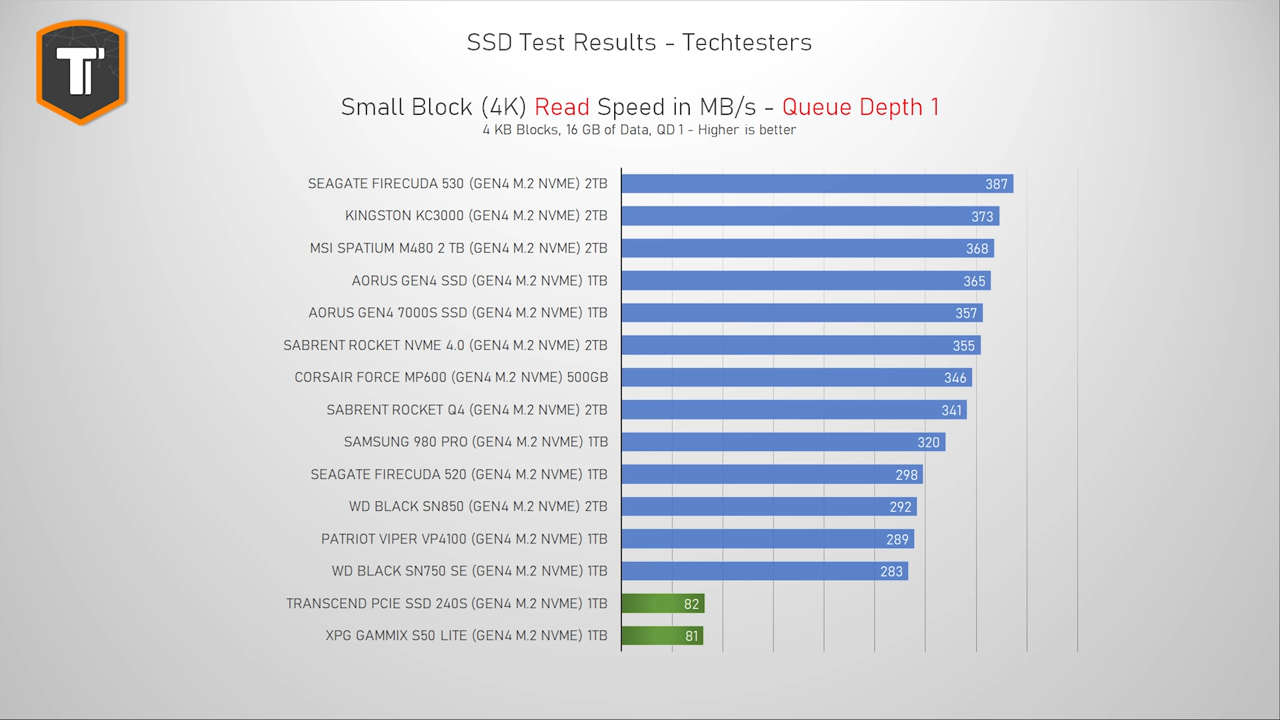 SSD Test Results - Techtesters
Small Block (4K) Read Speed in MB/s - Queue Depth 1
4 KB Blocks, 16 GB of Data, QD 1 - Higher is better
SEAGATE FIRECUDA 530 (GEN4 M.2 NVME) 2TB 387
KINGSTON KC3000 (GEN4 M.2 NVME) 2TB 373
MSI SPATIUM M480 2 TB (GEN4 M.2 NVME) 2TB 368
AORUS GEN4 SSD (GEN4 M.2 NVME) 1TB 365
AORUS GEN4 7000S SSD (GEN4 M.2 NVME) 1TB 357
SABRENT ROCKET NVME 4.0 (GEN4 M.2 NVME) 2TB 355
CORSAIR FORCE MP600 (GEN4 M.2 NVME) 500GB 346
SABRENT ROCKET Q4 (GEN4 M.2 NVME) 2TB 341
SAMSUNG 980 PRO (GEN4 M.2 NVME) 1TB 320
SEAGATE FIRECUDA 520 (GEN4 M.2 NVME) 1TB 298
WD BLACK SN850 (GEN4 M.2 NVME) 2TB 292
PATRIOT VIPER VP4100 (GEN4 M.2 NVME) 1TB 289
WD BLACK SN750 SE (GEN4 M.2 NVME) 1TB 283
TRANSCEND PCIE SSD 240S (GEN4 M.2 NVME) 1TB 82
XPG GAMMIX S50 LITE (GEN4 M.2 NVME) 1TB 81